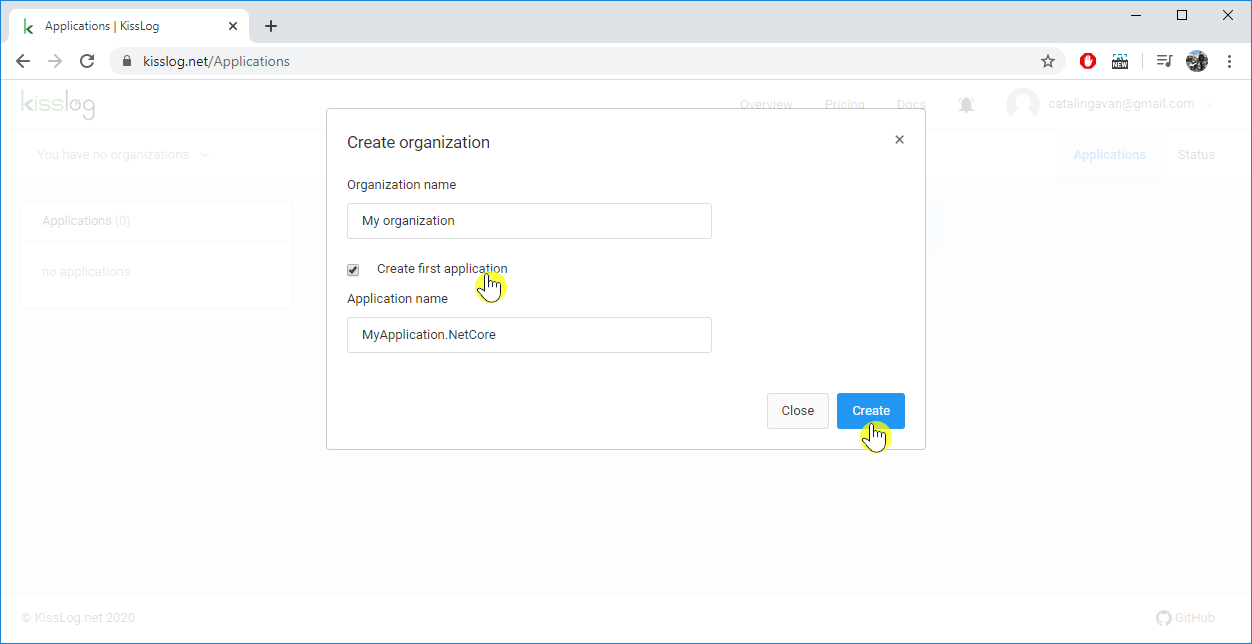 Applications | KissLog
kisslog.net/Applications
NEW
kisslog
Overview
Pricing
Docs
catalingavan@gmail.com
You have no organizations
Applications
Status
Applications (0)
no applications
Create organization
Organization name
My organization
Create first application
Application name
MyApplication.NetCore
Close
Create
© KissLog.net 2020
GitHub